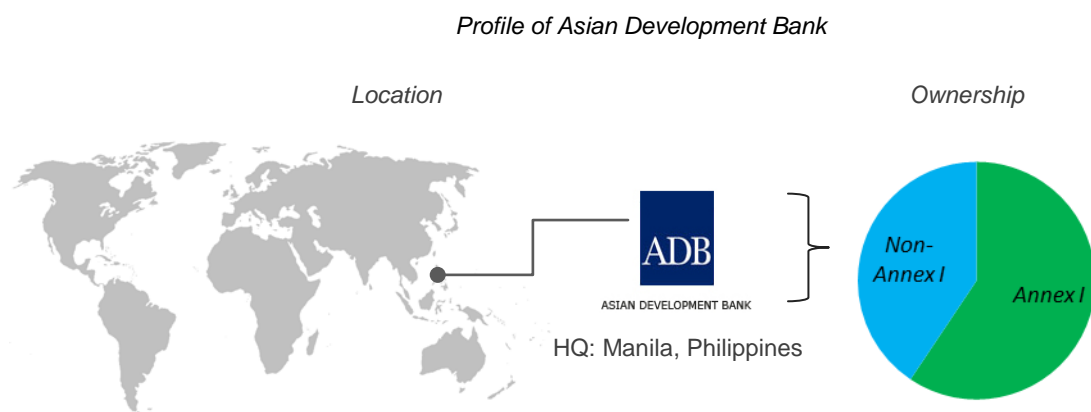 Profile of Asian Development Bank
Location
Ownership
ADB
ASIAN DEVELOPMENT BANK
HQ: Manila, Philippines
Non-
Annex I
Annex I